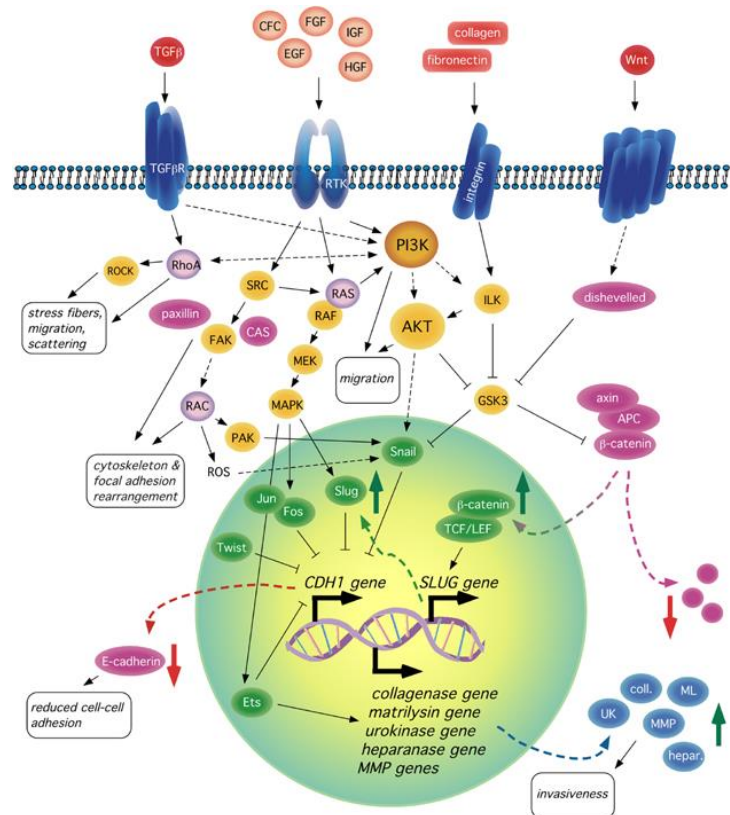 CFC
FGF
IGF
EGF
HGF
collagen
fibronectin
TGFβ
Wnt
TGFβR
RTK
integrin
PI3K
ROCK
RhoA
SRC
RAS
RAF
ILK
dishevelled
stress fibers,
migration,
scattering
paxillin
FAK
CAS
AKT
MEK
migration
GSK3
axin
APC
β-catenin
RAC
MAPK
PAK
Snail
cytoskeleton &
focal adhesion
rearrangement
ROS
Jun
Fos
Slug
β-catenin
TCF/LEF
Twist
CDH1 gene
SLUG gene
E-cadherin
reduced cell-cell
adhesion
Ets
collagenase gene
matrilysin gene
urokinase gene
heparanase gene
MMP genes
coll.
ML
UK
MMP
hepar.
invasiveness